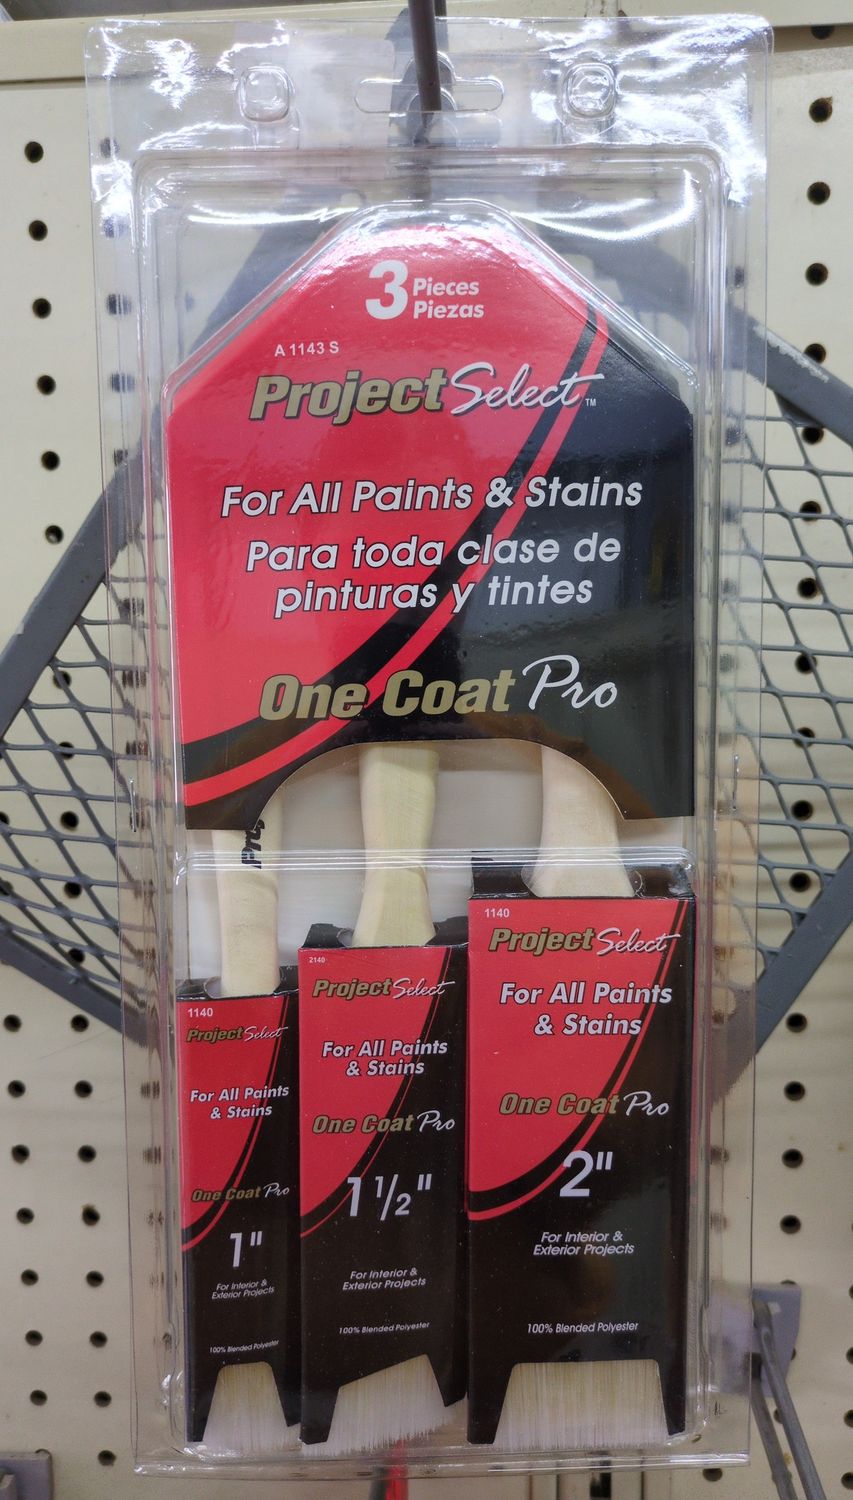 3 Pieces
Piezas
A 1143 S
Project Select™
For All Paints & Stains
Para toda clase de
pinturas y tintes
One Coat Pro
1140
Project Select
For All Paints
& Stains
One Coat Pro
1"
For Interior &
Exterior Projects
100% Blended Polyester
2140
Project Select
For All Paints
& Stains
One Coat Pro
1 1/2"
For Interior &
Exterior Projects
100% Blended Polyester
1140
Project Select
For All Paints
& Stains
One Coat Pro
2"
For Interior &
Exterior Projects
100% Blended Polyester